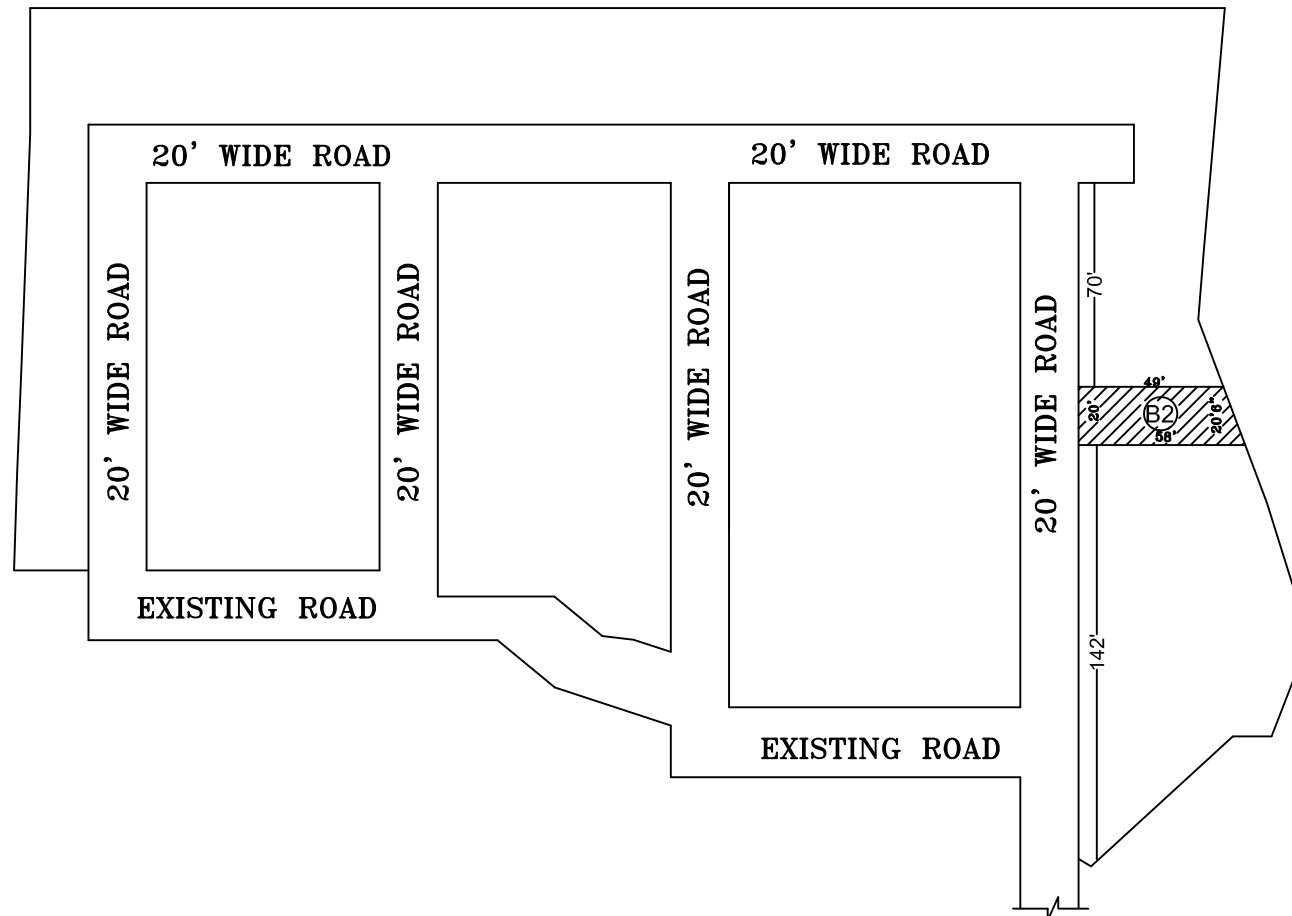 20' WIDE ROAD
20' WIDE ROAD
20' WIDE ROAD
20' WIDE ROAD
20' WIDE ROAD
20' WIDE ROAD
70'
49'
20'
B2
20'6"
58'
EXISTING ROAD
142'
EXISTING ROAD